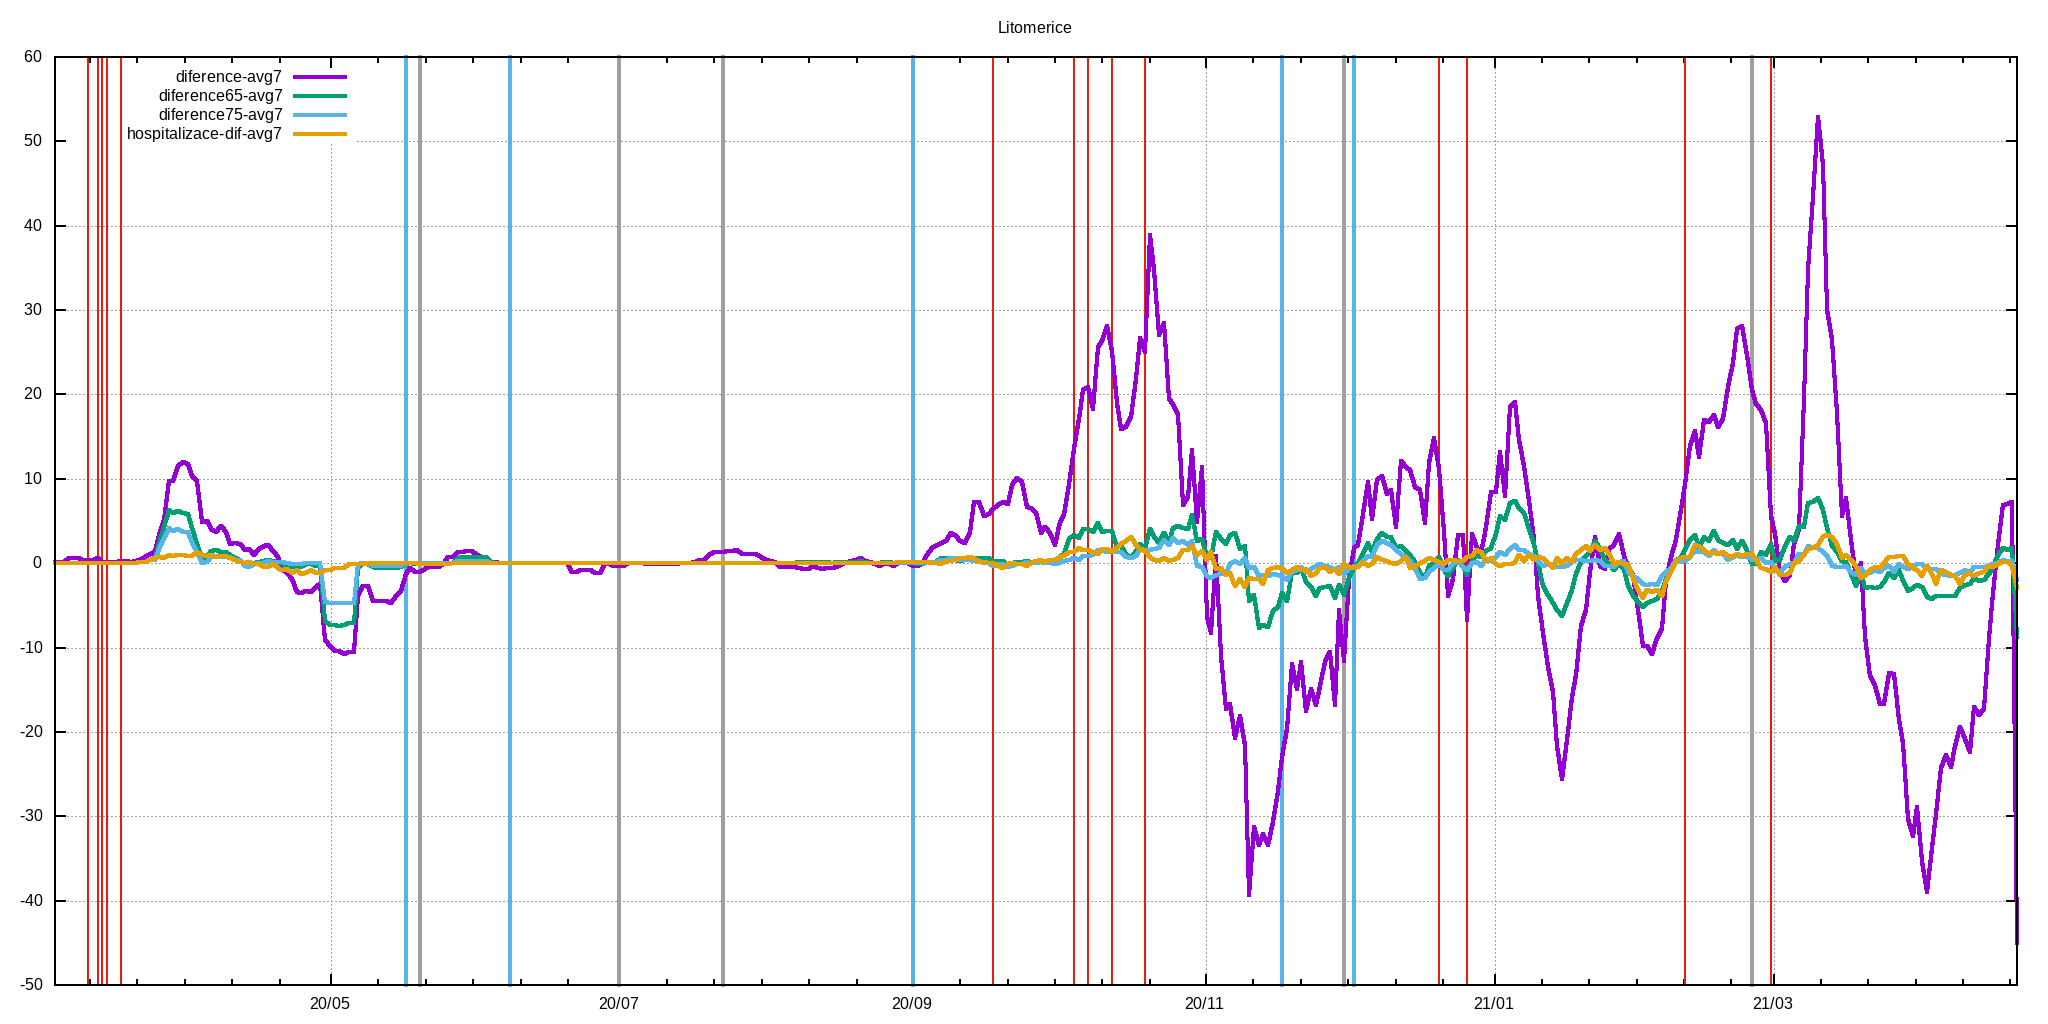 Litomerice
60
50
40
30
20
10
0
-10
-20
-30
-40
-50
diference-avg7
diference65-avg7
diference75-avg7
hospitalizace-dif-avg7
20/05 20/07 20/09 20/11 21/01 21/03